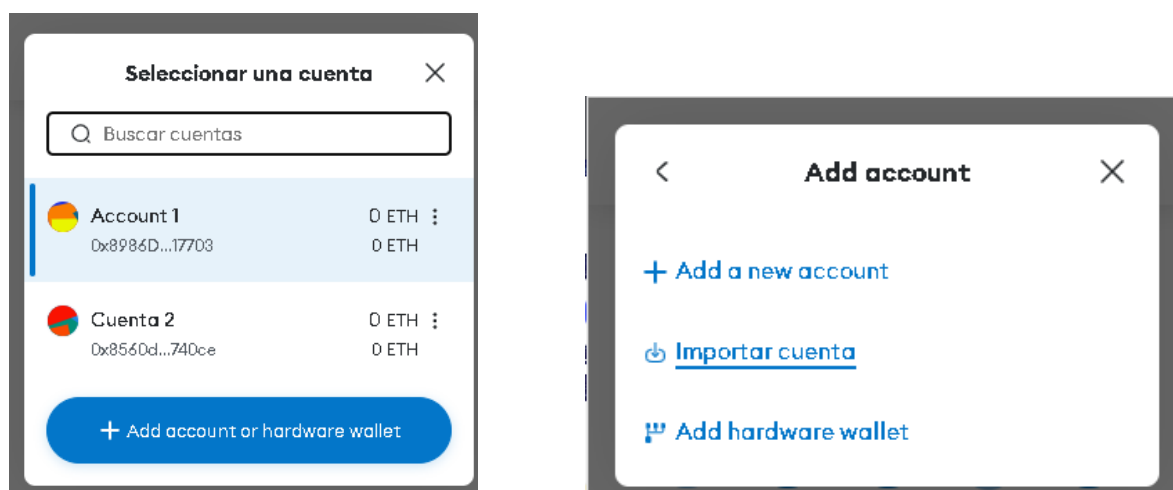 Seleccionar una cuenta
Buscar cuentas
Account 1 0 ETH
0x8986D...17703 0 ETH
Cuenta 2 0 ETH
0x8560d...740ce 0 ETH
+ Add account or hardware wallet
Add account
+ Add a new account
Importar cuenta
Add hardware wallet